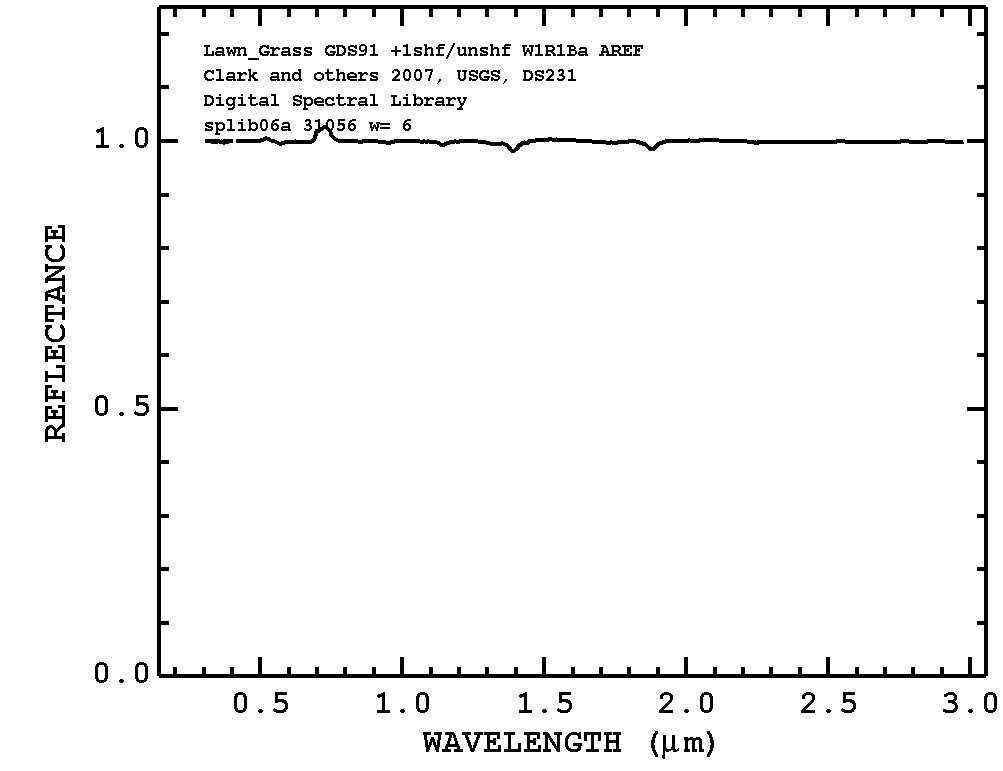 Lawn_Grass GDS91 +1shf/unshf W1R1Ba AREF
Clark and others 2007, USGS, DS231
Digital Spectral Library
splib06a 31056 w= 6
1.0
0.5
0.0
REFLECTANCE
0.5 1.0 1.5 2.0 2.5 3.0
WAVELENGTH (μm)